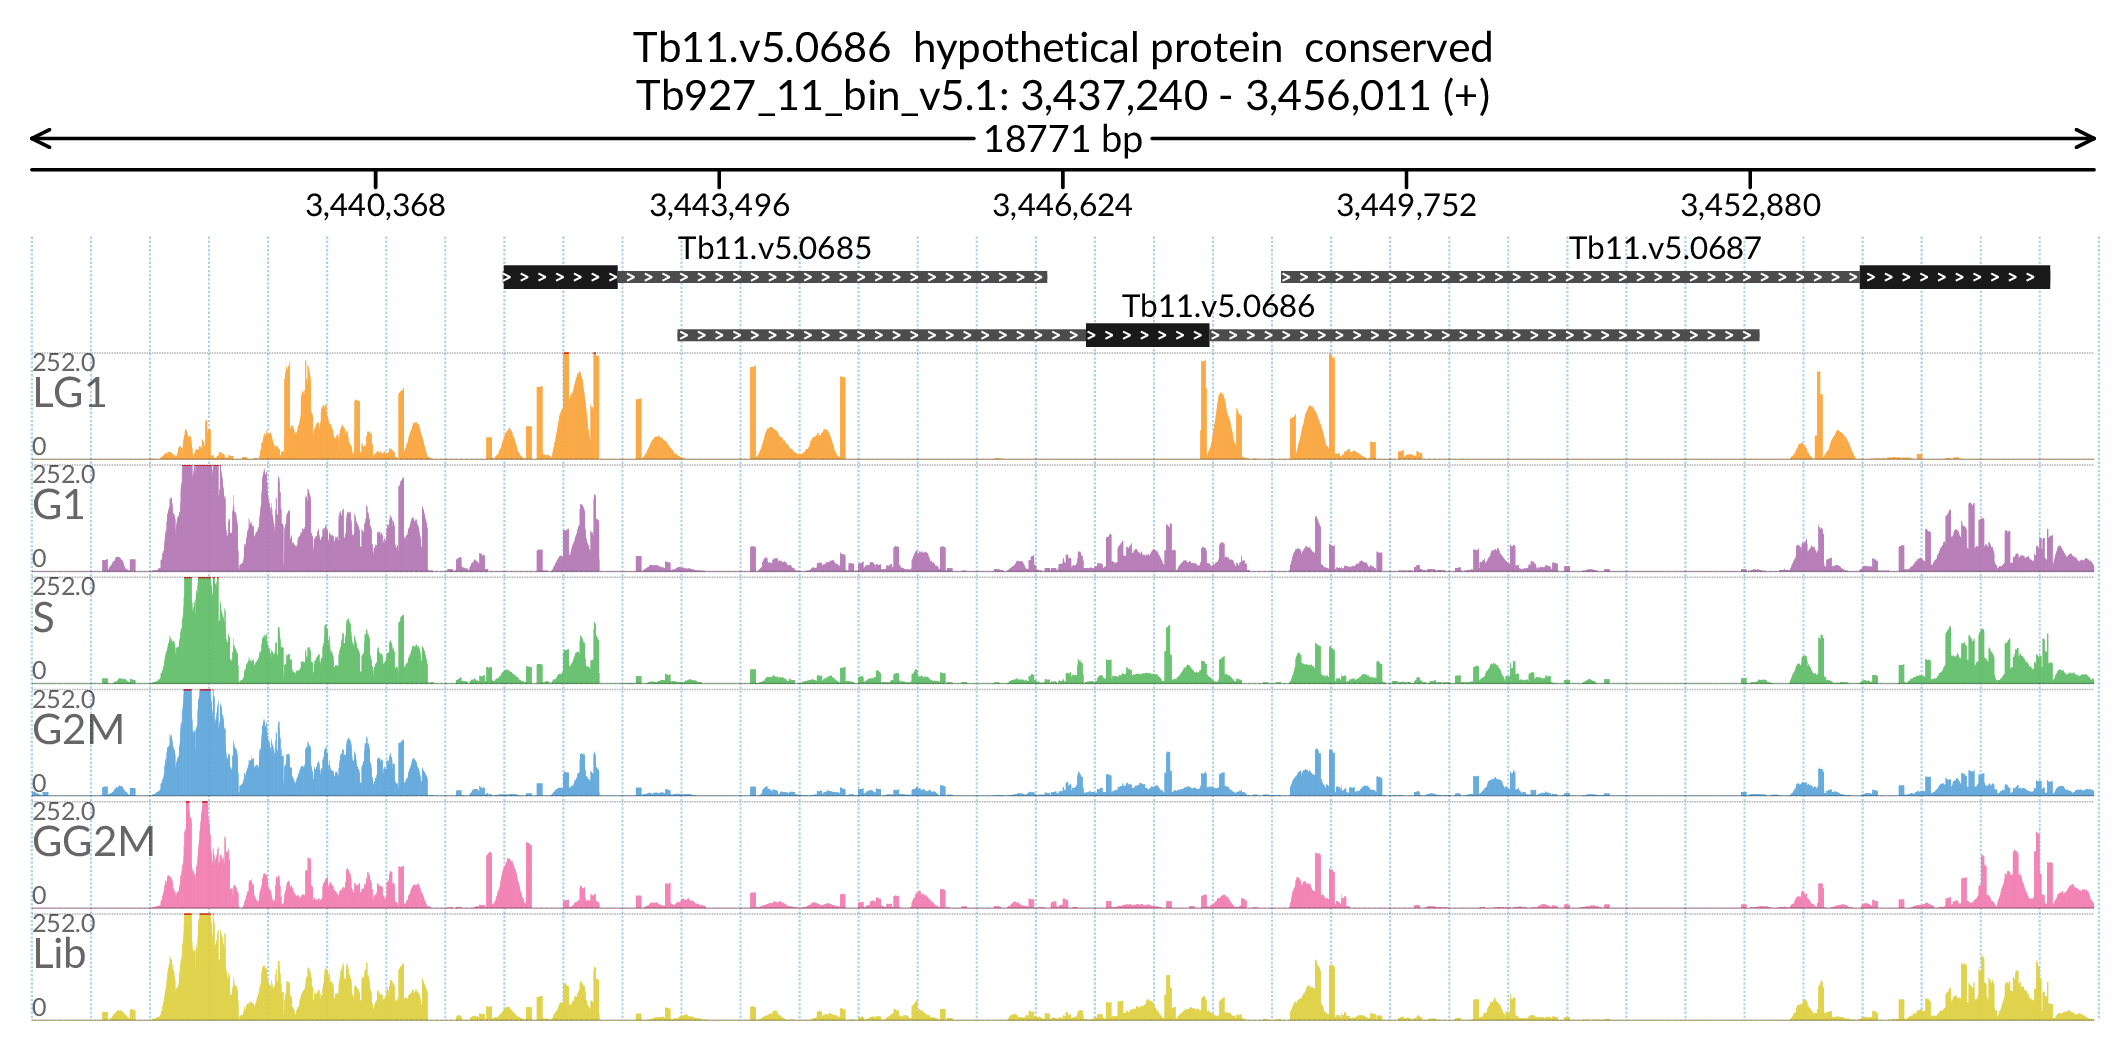 Tb11.v5.0686 hypothetical protein conserved
Tb927_11_bin_v5.1: 3,437,240 - 3,456,011 (+)
18771 bp
3,440,368 3,443,496 3,446,624 3,449,752 3,452,880
Tb11.v5.0685 Tb11.v5.0687
Tb11.v5.0686
252.0
LG1
0
252.0
G1
0
252.0
S
0
252.0
G2M
0
252.0
GG2M
0
252.0
Lib
0